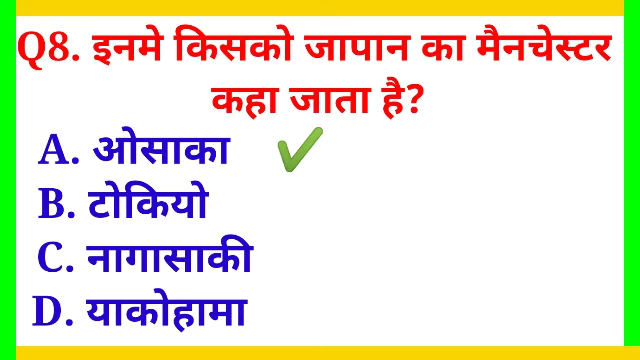 Q8. इनमे किसको जापान का मैनचेस्टर
कहा जाता है?
A. ओसाका
B. टोकियो
C. नागासाकी
D. याकोहामा